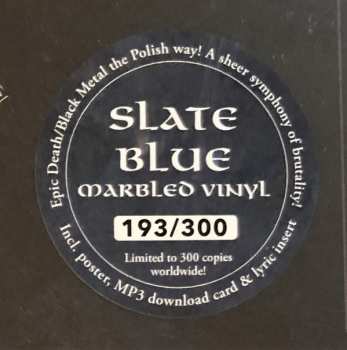 Epic Death/Black Metal the Polish way! A sheer symphony of brutality!
SLATE
BLUE
MARBLED VINYL
193/300
Limited to 300 copies
worldwide!
Incl. poster, MP3 download card & lyric insert